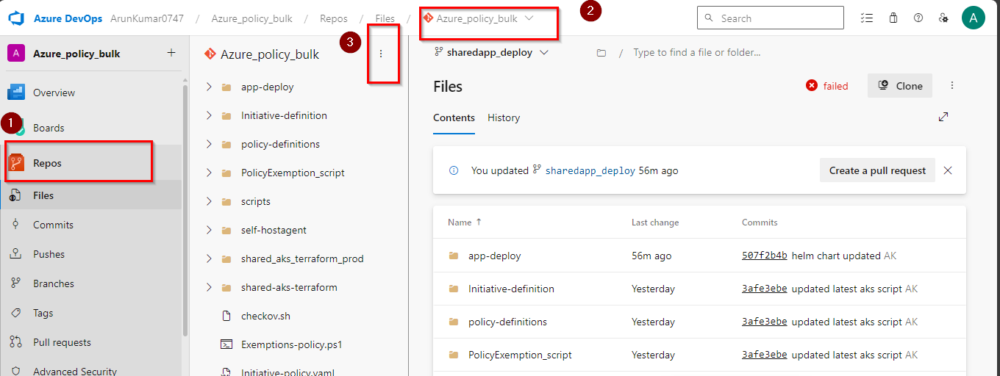 Azure DevOps ArunKumar0747 / Azure_policy_bulk / Repos / Files / Azure_policy_bulk 2 Search A
A Azure_policy_bulk +
Overview
1 Boards
Repos
Files
Commits
Pushes
Branches
Tags
Pull requests
Advanced Security
Azure_policy_bulk 3
app-deploy
Initiative-definition
policy-definitions
PolicyExemption_script
scripts
self-hostagent
shared_aks_terraform_prod
shared-aks-terraform
checkov.sh
Exemptions-policy.ps1
Initiative-policy.yaml
sharedapp_deploy / Type to find a file or folder...
Files failed Clone
Contents History
You updated sharedapp_deploy 56m ago Create a pull request
Name ↑ Last change Commits
app-deploy 56m ago 507f2b4b helm chart updated AK
Initiative-definition Yesterday 3afe3ebe updated latest aks script AK
policy-definitions Yesterday 3afe3ebe updated latest aks script AK
PolicyExemption_script Yesterday 3afe3ebe updated latest aks script AK